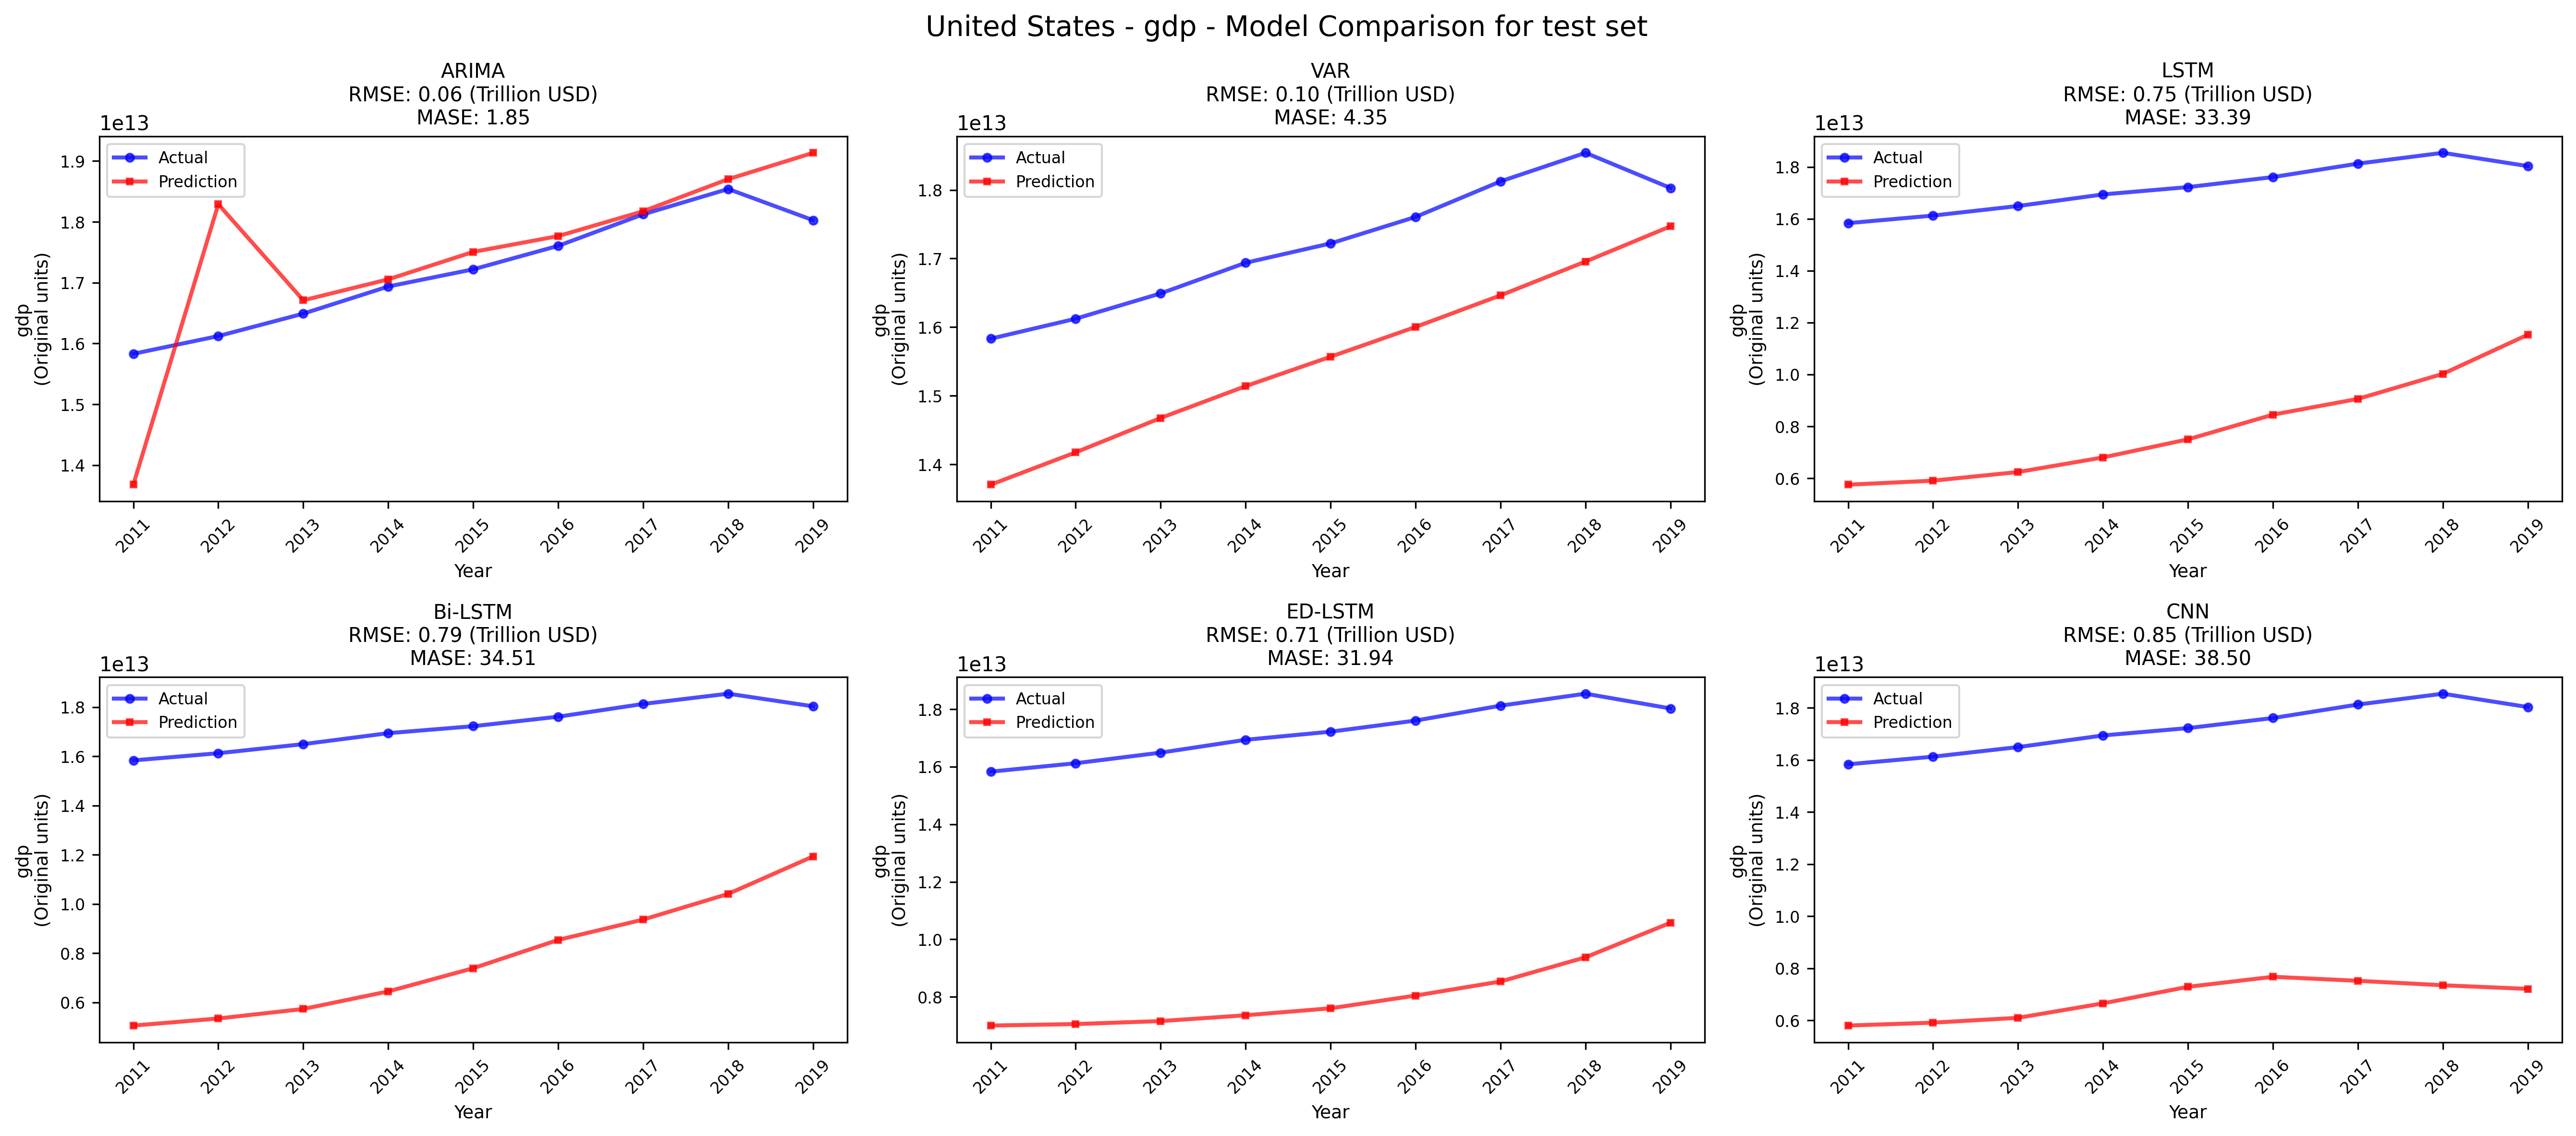 United States - gdp - Model Comparison for test set
ARIMA
RMSE: 0.06 (Trillion USD)
MASE: 1.85
1e13
Actual
Prediction
1.9
1.8
1.7
1.6
1.5
1.4
gdp
(Original units)
2011
2012
2013
2014
2015
2016
2017
2018
2019
Year
VAR
RMSE: 0.10 (Trillion USD)
MASE: 4.35
1e13
Actual
Prediction
1.8
1.7
1.6
1.5
1.4
gdp
(Original units)
2011
2012
2013
2014
2015
2016
2017
2018
2019
Year
LSTM
RMSE: 0.75 (Trillion USD)
MASE: 33.39
1e13
Actual
Prediction
1.8
1.6
1.4
1.2
1.0
0.8
0.6
gdp
(Original units)
2011
2012
2013
2014
2015
2016
2017
2018
2019
Year
Bi-LSTM
RMSE: 0.79 (Trillion USD)
MASE: 34.51
1e13
Actual
Prediction
1.8
1.6
1.4
1.2
1.0
0.8
0.6
gdp
(Original units)
2011
2012
2013
2014
2015
2016
2017
2018
2019
Year
ED-LSTM
RMSE: 0.71 (Trillion USD)
MASE: 31.94
1e13
Actual
Prediction
1.8
1.6
1.4
1.2
1.0
0.8
gdp
(Original units)
2011
2012
2013
2014
2015
2016
2017
2018
2019
Year
CNN
RMSE: 0.85 (Trillion USD)
MASE: 38.50
1e13
Actual
Prediction
1.8
1.6
1.4
1.2
1.0
0.8
0.6
gdp
(Original units)
2011
2012
2013
2014
2015
2016
2017
2018
2019
Year